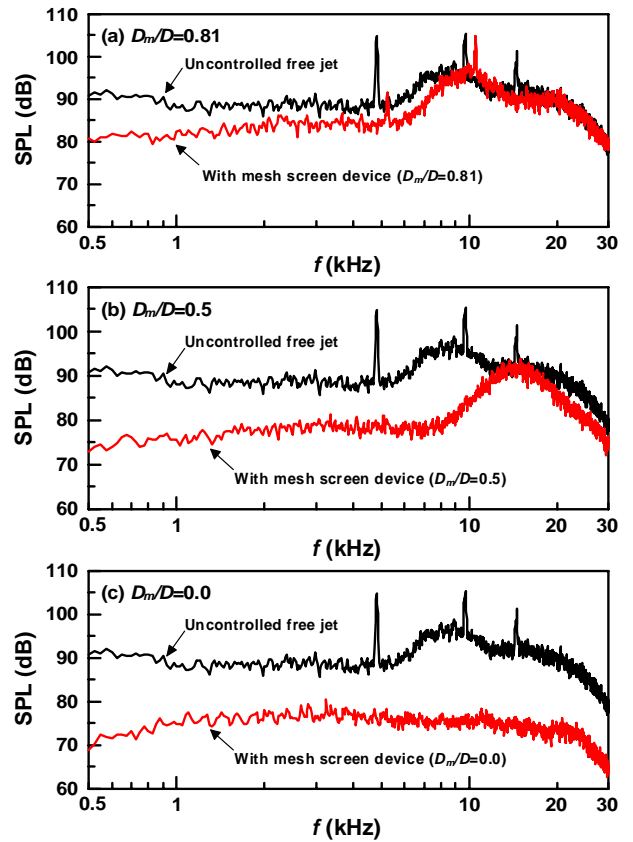 (a) Dm/D=0.81
Uncontrolled free jet
With mesh screen device (Dm/D=0.81)
SPL (dB)
110
100
90
80
70
60
0.5 1 10 20 30
f (kHz)
(b) Dm/D=0.5
Uncontrolled free jet
With mesh screen device (Dm/D=0.5)
SPL (dB)
110
100
90
80
70
60
0.5 1 10 20 30
f (kHz)
(c) Dm/D=0.0
Uncontrolled free jet
With mesh screen device (Dm/D=0.0)
SPL (dB)
110
100
90
80
70
60
0.5 1 10 20 30
f (kHz)